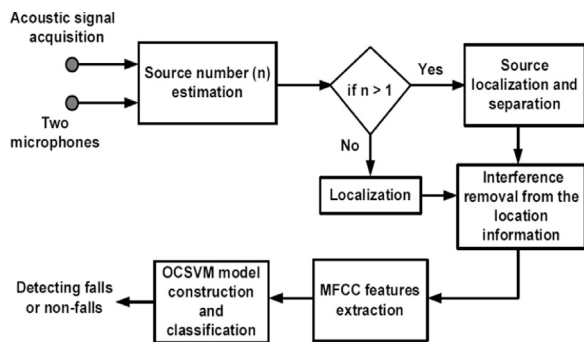 Acoustic signal
acquisition
Two
microphones
Source number (n)
estimation
if n > 1
Yes
No
Source
localization and
separation
Localization
Interference
removal from the
location
information
MFCC features
extraction
OCSVM model
construction
and
classification
Detecting falls
or non-falls